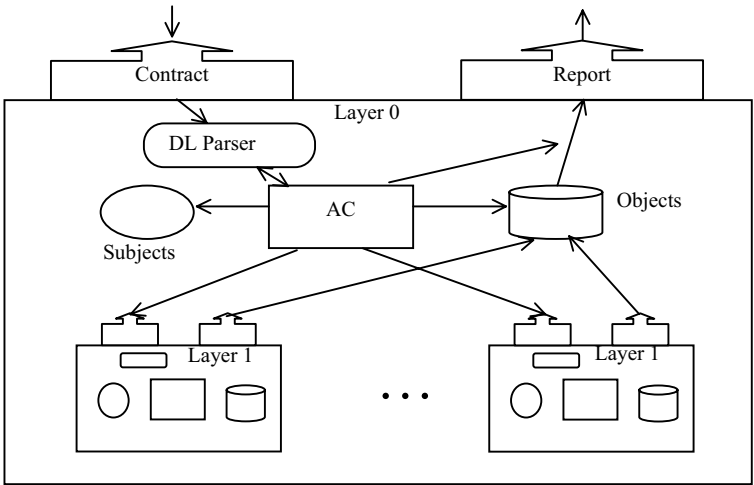 Contract
Report
Layer 0
DL Parser
AC
Objects
Subjects
Layer 1
Layer 1
. . .